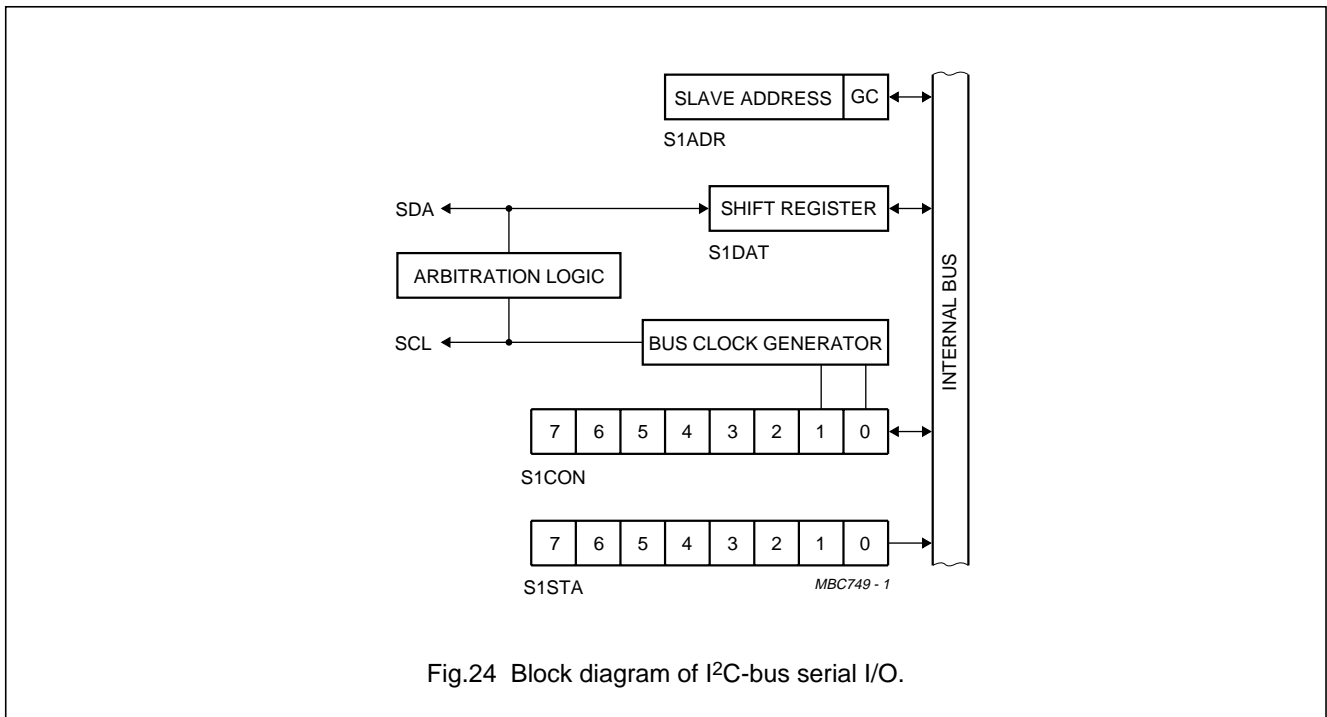 SLAVE ADDRESS GC
S1ADR
SDA SHIFT REGISTER
S1DAT
ARBITRATION LOGIC
INTERNAL BUS
SCL BUS CLOCK GENERATOR
7 6 5 4 3 2 1 0
S1CON
7 6 5 4 3 2 1 0
S1STA MBC749 - 1
Fig.24 Block diagram of I²C-bus serial I/O.